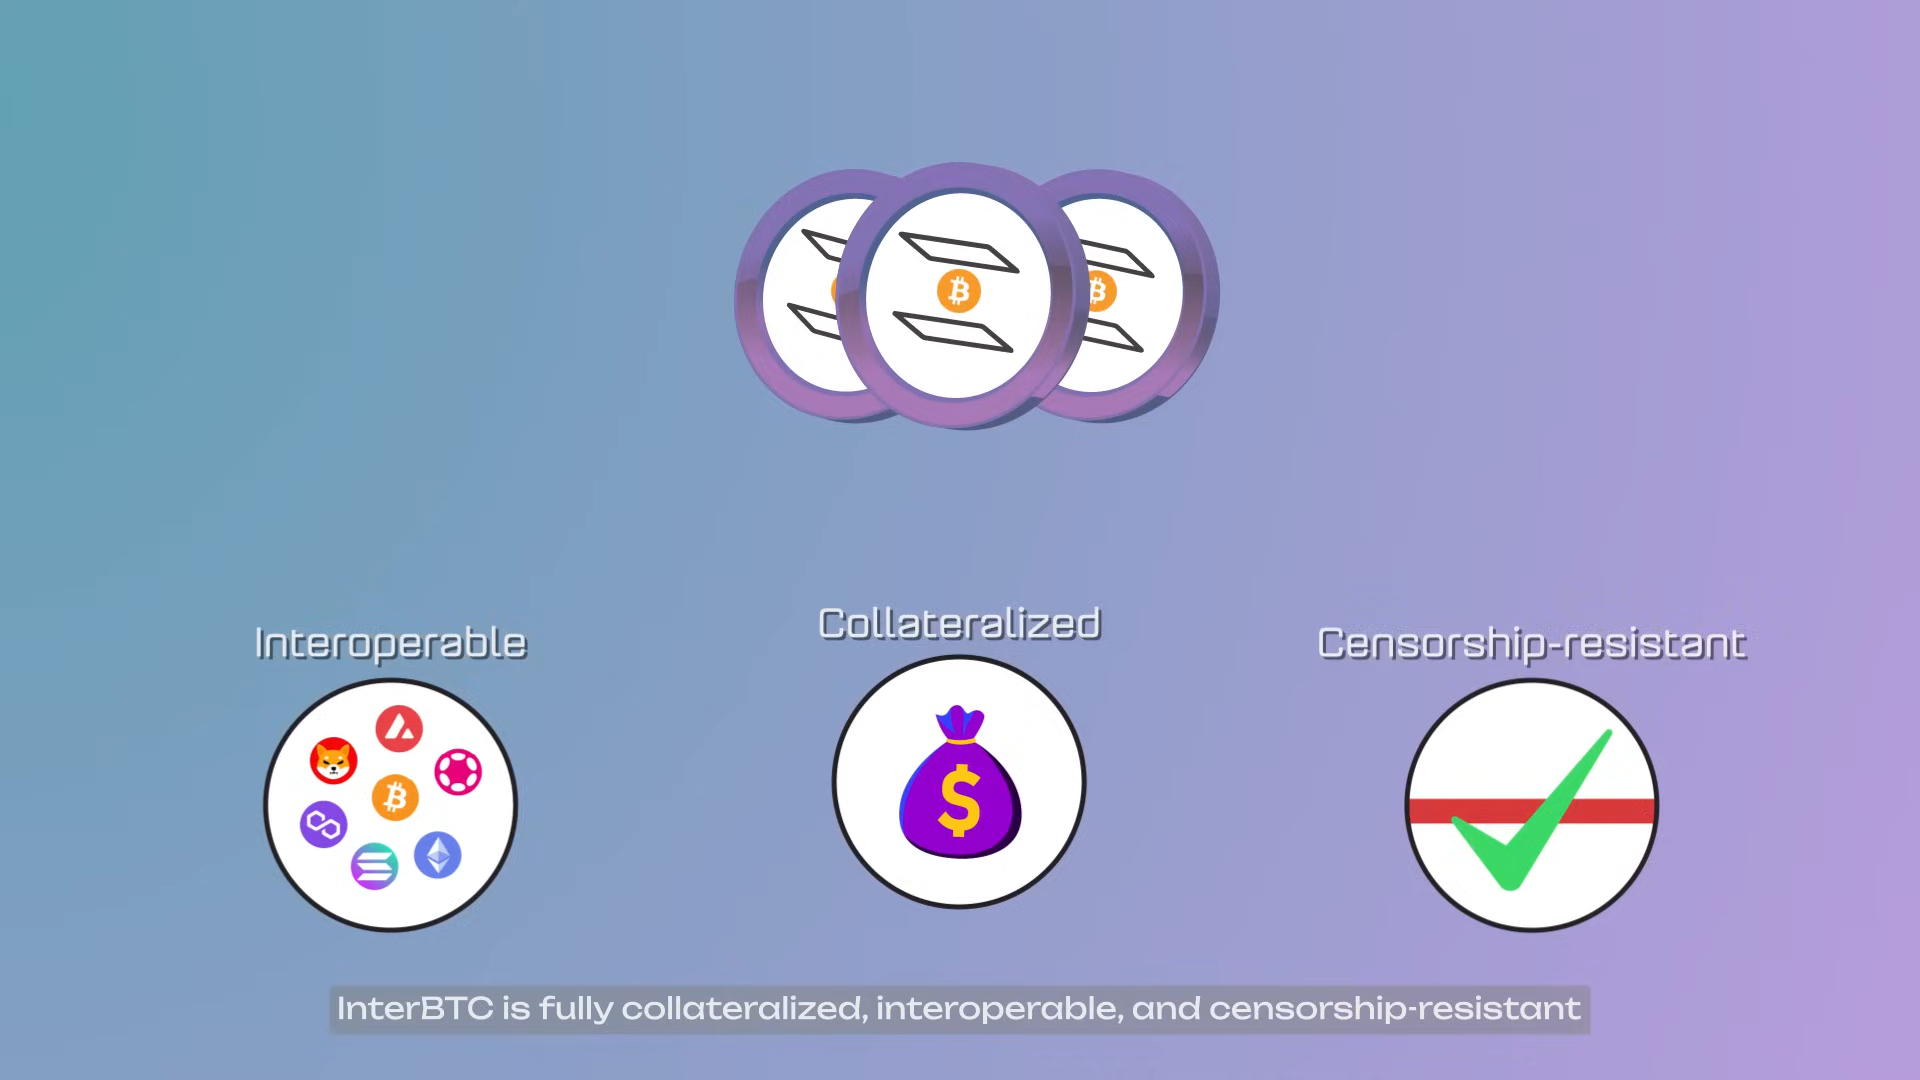 Collateralized
Interoperable
Censorship-resistant
$
InterBTC is fully collateralized, interoperable, and censorship-resistant